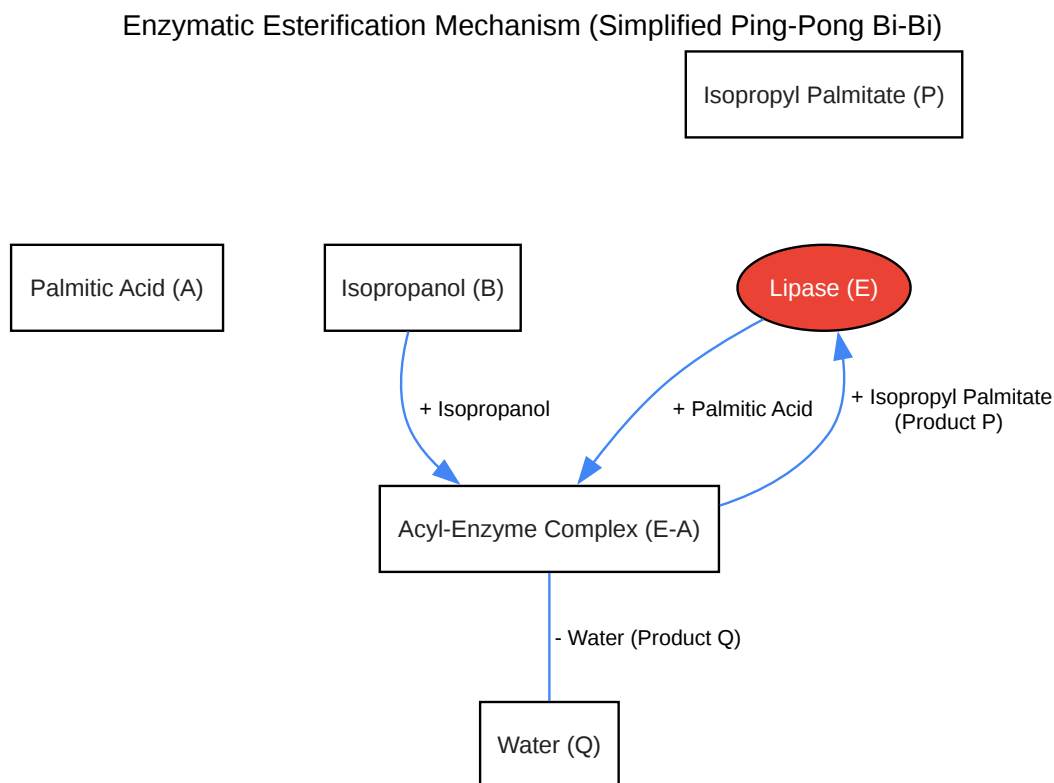 Enzymatic Esterification Mechanism (Simplified Ping-Pong Bi-Bi)
Isopropyl Palmitate (P)
Palmitic Acid (A)
Isopropanol (B)
Lipase (E)
+ Isopropanol
+ Palmitic Acid
+ Isopropyl Palmitate
(Product P)
Acyl-Enzyme Complex (E-A)
- Water (Product Q)
Water (Q)